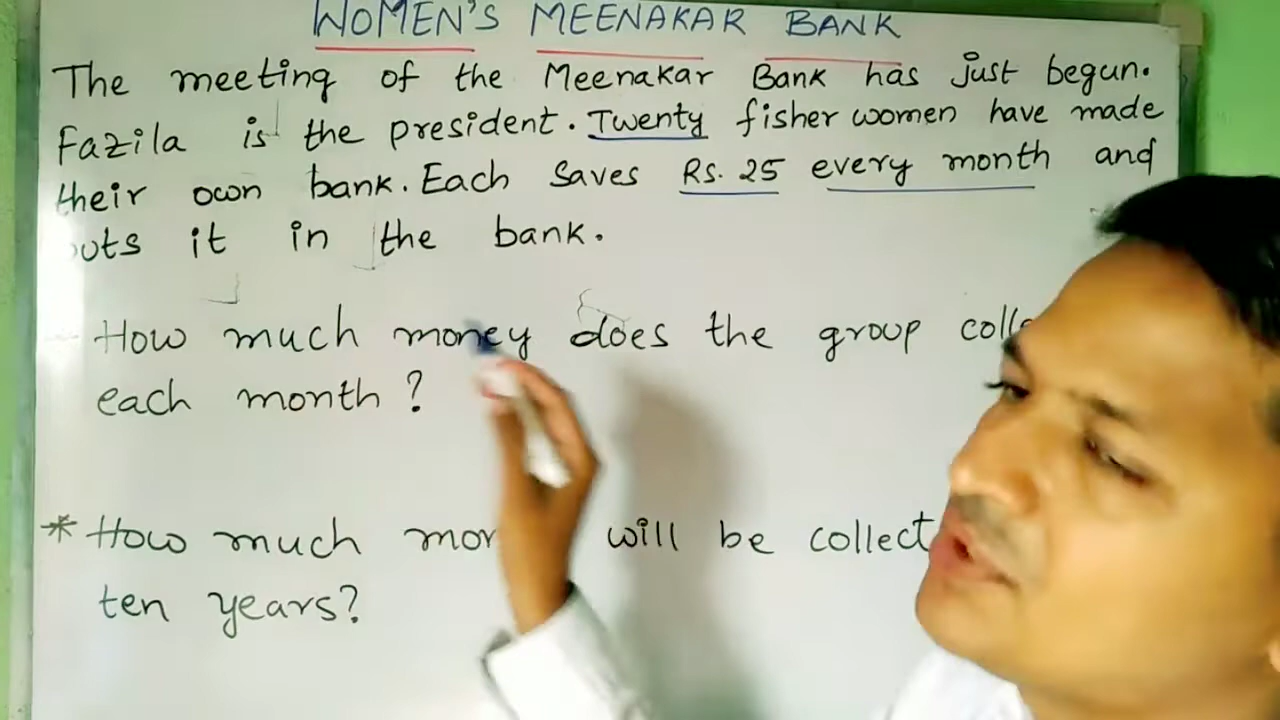 WOMEN'S MEENAKAR BANK
The meeting of the Meenakar Bank has just begun.
Fazila is the president. Twenty fisher women have made
their own bank. Each saves Rs. 25 every month and
it in the bank.
How much money does the group
each month?
* How much will be
ten years?